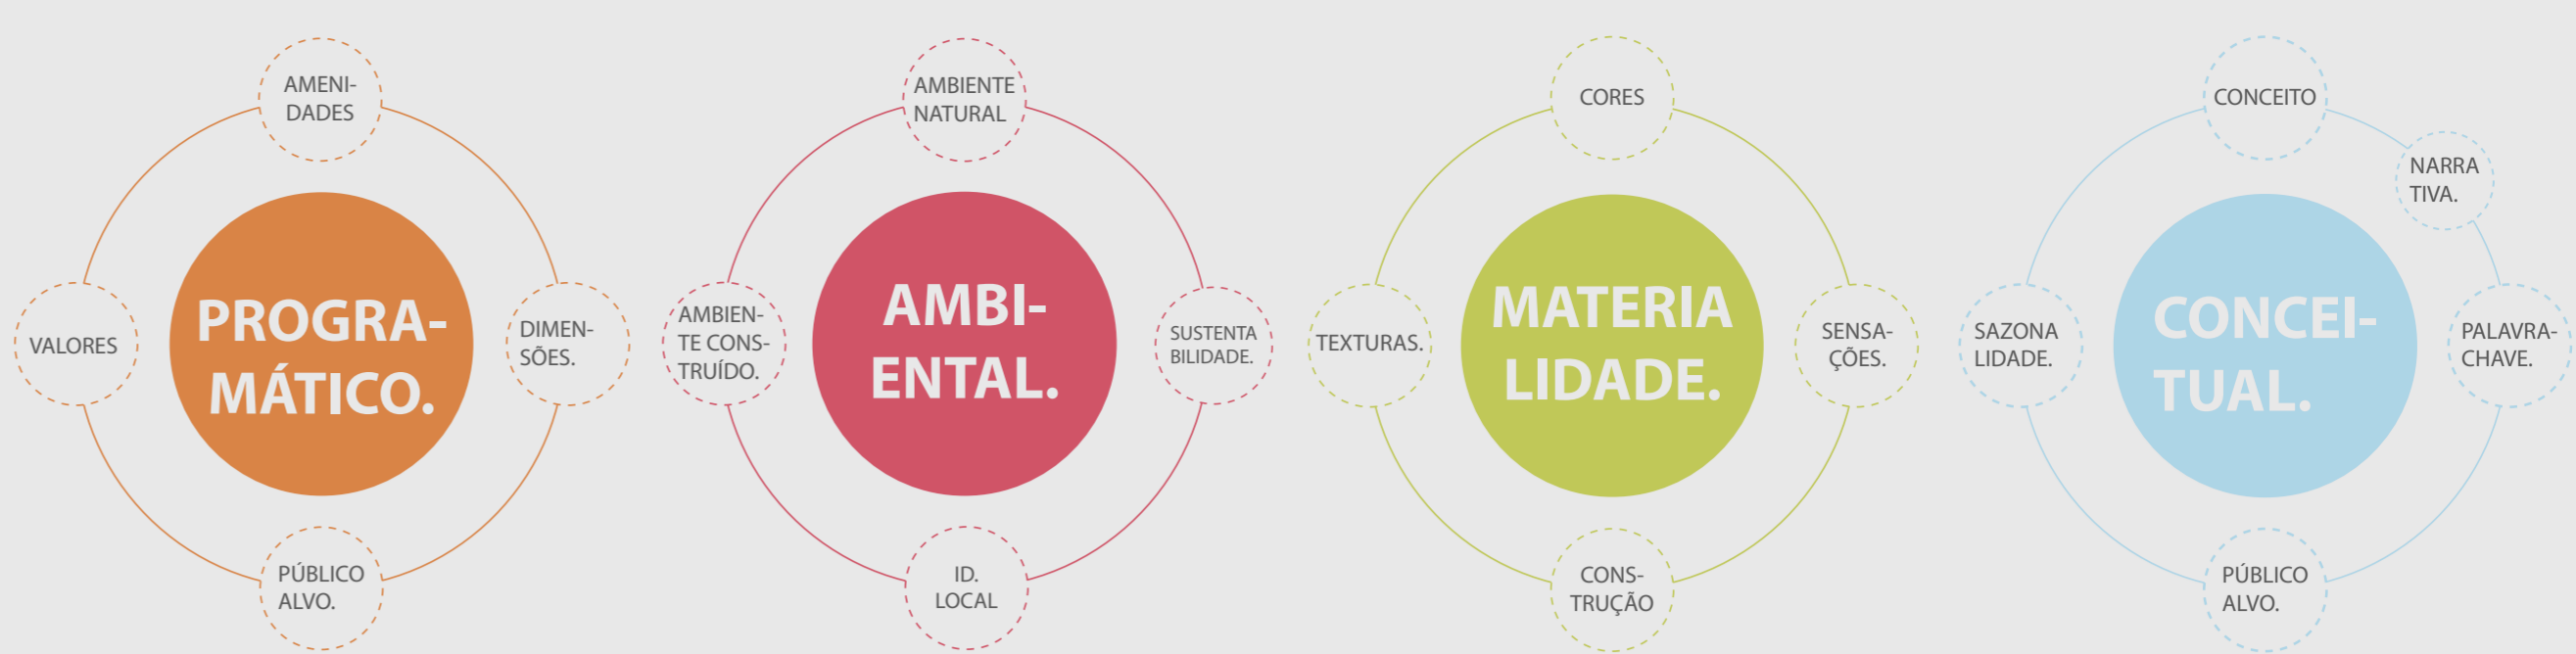 AMENI-
DADES
VALORES
PROGRA-
MÁTICO.
DIMEN-
SÕES.
PÚBLICO
ALVO.
AMBIENTE
NATURAL
AMBIEN-
TE CONS-
TRUÍDO.
AMBI-
ENTAL.
SUSTENTA
BILIDADE.
ID.
LOCAL
CORES
TEXTURAS.
MATERIA
LIDADE.
SENSA-
ÇÕES.
CONS-
TRUÇÃO
CONCEITO
NARRA
TIVA.
SAZONA
LIDADE.
CONCEI-
TUAL.
PALAVRA-
CHAVE.
PÚBLICO
ALVO.